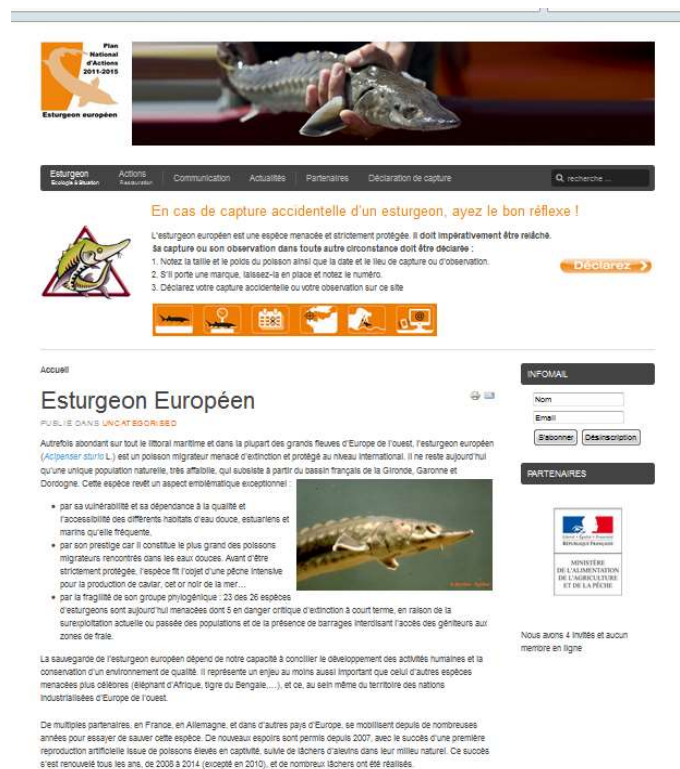 Plan
National
d'Actions
2011-2015
Esturgeon européen
Esturgeon
Ecologie & Situation
Actions
Restauration
Communication
Actualités
Partenaires
Déclaration de capture
recherche ...
En cas de capture accidentelle d'un esturgeon, ayez le bon réflexe !
L'esturgeon européen est une espèce menacée et strictement protégée. Il doit impérativement être relâché.
Sa capture ou son observation dans toute autre circonstance doit être déclarée :
1. Notez la taille et le poids du poisson ainsi que la date et le lieu de capture ou d'observation.
2. S'il porte une marque, laissez-la en place et notez le numéro.
3. Déclarez votre capture accidentelle ou votre observation sur ce site
Déclarez
Accueil
Esturgeon Européen
PUBLIÉ DANS UNCATEGORISED
Autrefois abondant sur tout le littoral maritime et dans la plupart des grands fleuves d'Europe de l'ouest, l'esturgeon européen
(Acipenser sturio L.) est un poisson migrateur menacé d'extinction et protégé au niveau international. Il ne reste aujourd'hui
qu'une unique population naturelle, très affaiblie, qui subsiste à partir du bassin français de la Gironde, Garonne et
Dordogne. Cette espèce revêt un aspect emblématique exceptionnel :
par sa vulnérabilité et sa dépendance à la qualité et
l'accessibilité des différents habitats d'eau douce, estuariens et
marins qu'elle fréquente,
par son prestige car il constitue le plus grand des poissons
migrateurs rencontrés dans les eaux douces. Avant d'être
strictement protégée, l'espèce fit l'objet d'une pêche intensive
pour la production de caviar, cet or noir de la mer…
par la fragilité de son groupe phylogénique : 23 des 26 espèces
d'esturgeons sont aujourd'hui menacées dont 5 en danger critique d'extinction à court terme, en raison de la
surexploitation actuelle ou passée des populations et de la présence de barrages interdisant l'accès des géniteurs aux
zones de fraie.
La sauvegarde de l'esturgeon européen dépend de notre capacité à concilier le développement des activités humaines et la
conservation d'un environnement de qualité. Il représente un enjeu au moins aussi important que celui d'autres espèces
menacées plus célèbres (éléphant d'Afrique, tigre du Bengale,…), et ce, au sein même du territoire des nations
industrialisées d'Europe de l'ouest.
De multiples partenaires, en France, en Allemagne, et dans d'autres pays d'Europe, se mobilisent depuis de nombreuses
années pour essayer de sauver cette espèce. De nouveaux espoirs sont permis depuis 2007, avec le succès d'une première
reproduction artificielle issue de poissons élevés en captivité, suivie de lâchers d'alevins dans leur milieu naturel. Ce succès
s'est renouvelé tous les ans, de 2008 à 2014 (excepté en 2010), et de nombreux lâchers ont été réalisés.
INFOMAIL
Nom
Email
S'abonner
Désinscription
PARTENAIRES
Liberté • Égalité • Fraternité
RÉPUBLIQUE FRANÇAISE
MINISTÈRE
DE L'ALIMENTATION
DE L'AGRICULTURE
ET DE LA PÊCHE
Nous avons 4 invités et aucun
membre en ligne